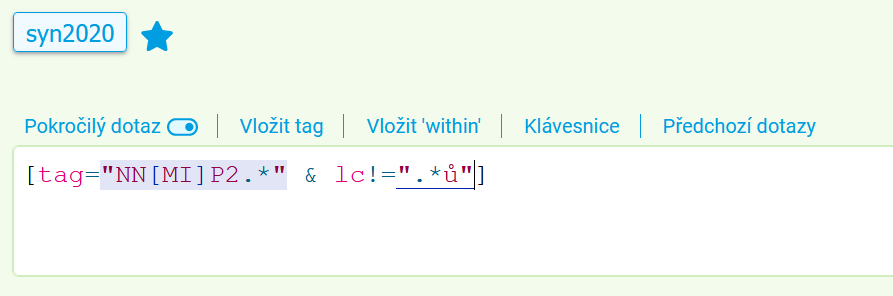 syn2020
Pokročilý dotaz Vložit tag Vložit 'within' Klávesnice Předchozí dotazy
[tag="NN[MI]P2.*" & lc!=".*ů"]